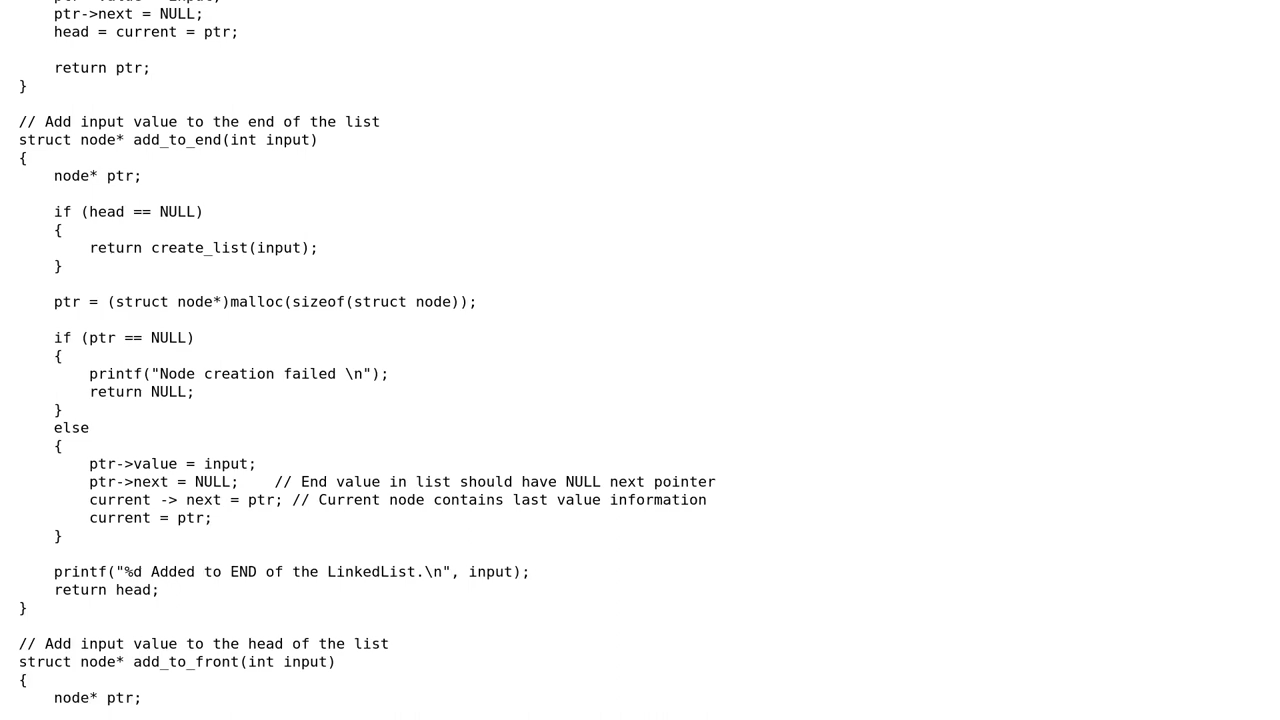 ptr->next = NULL;
head = current = ptr;
return ptr;
}
// Add input value to the end of the list
struct node* add_to_end(int input)
{
node* ptr;
if (head == NULL)
{
return create_list(input);
}
ptr = (struct node*)malloc(sizeof(struct node));
if (ptr == NULL)
{
printf("Node creation failed \n");
return NULL;
}
else
{
ptr->value = input;
ptr->next = NULL;    // End value in list should have NULL next pointer
current -> next = ptr; // Current node contains last value information
current = ptr;
}
printf("%d Added to END of the LinkedList.\n", input);
return head;
}
// Add input value to the head of the list
struct node* add_to_front(int input)
{
node* ptr;